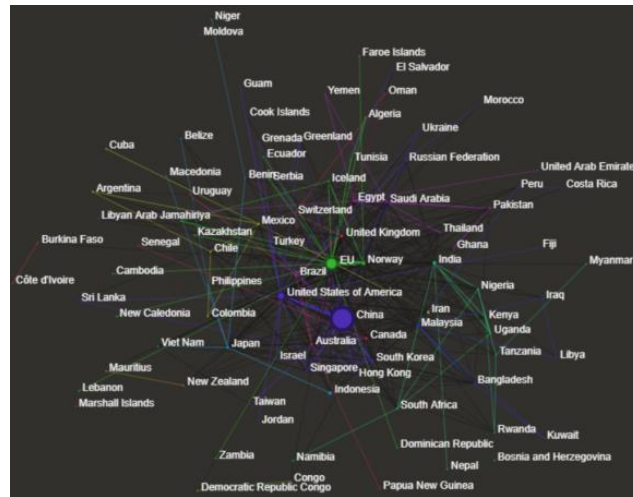 Niger
Moldova
Faroe Islands
El Salvador
Guam
Yemen
Oman
Morocco
Cook Islands
Algeria
Ukraine
Belize
Grenada
Greenland
Cuba
Ecuador
Tunisia
Russian Federation
United Arab Emirate
Macedonia
Benin
Serbia
Iceland
Peru
Costa Rica
Argentina
Uruguay
Egypt
Saudi Arabia
Pakistan
Switzerland
Libyan Arab Jamahiriya
Mexico
Kazakhstan
United Kingdom
Thailand
Burkina Faso
Senegal
Chile
Turkey
Ghana
Fiji
EU
Norway
India
Myanmar
Cambodia
Brazil
Côte d'Ivoire
Philippines
Nigeria
Sri Lanka
United States of America
Iraq
New Caledonia
Colombia
China
Iran
Kenya
Malaysia
Uganda
Viet Nam
Japan
Australia
Canada
Tanzania
Israel
South Korea
Libya
Mauritius
Singapore
Hong Kong
New Zealand
Bangladesh
Lebanon
Indonesia
Marshall Islands
Taiwan
South Africa
Jordan
Rwanda
Kuwait
Dominican Republic
Zambia
Namibia
Bosnia and Herzegovina
Nepal
Congo
Democratic Republic Congo
Papua New Guinea